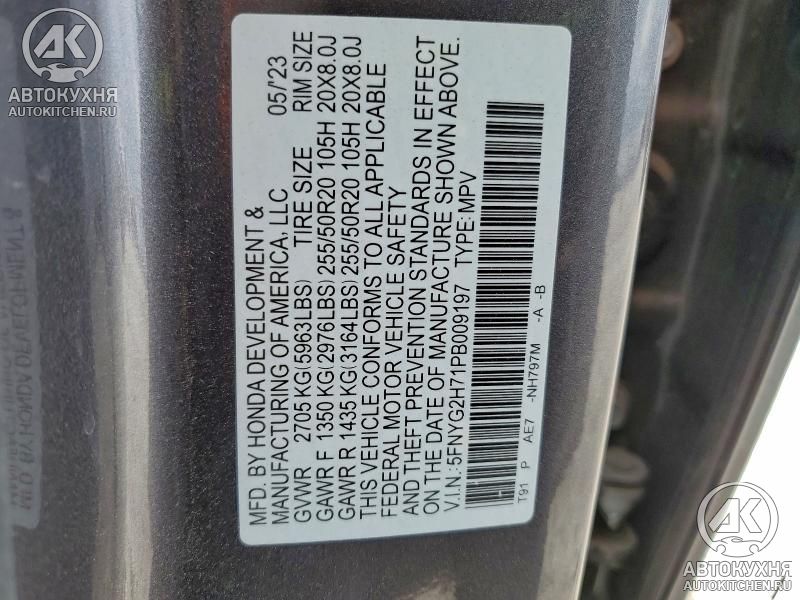 AK
АВТОКУХНЯ
AUTOKITCHEN.RU
MFD. BY HONDA DEVELOPMENT &
MANUFACTURING OF AMERICA, LLC 05/'23
GVWR 2705 KG(5963LBS) TIRE SIZE RIM SIZE
GAWR F 1350 KG(2976LBS) 255/50R20 105H 20X8.0J
GAWR R 1435 KG(3164LBS) 255/50R20 105H 20X8.0J
THIS VEHICLE CONFORMS TO ALL APPLICABLE
FEDERAL MOTOR VEHICLE SAFETY
AND THEFT PREVENTION STANDARDS IN EFFECT
ON THE DATE OF MANUFACTURE SHOWN ABOVE.
V.I.N.:5FNYG2H71PB009197 TYPE:MPV
T91 P AE7 -NH797M -A -B
AK
АВТОКУХНЯ
AUTOKITCHEN.RU